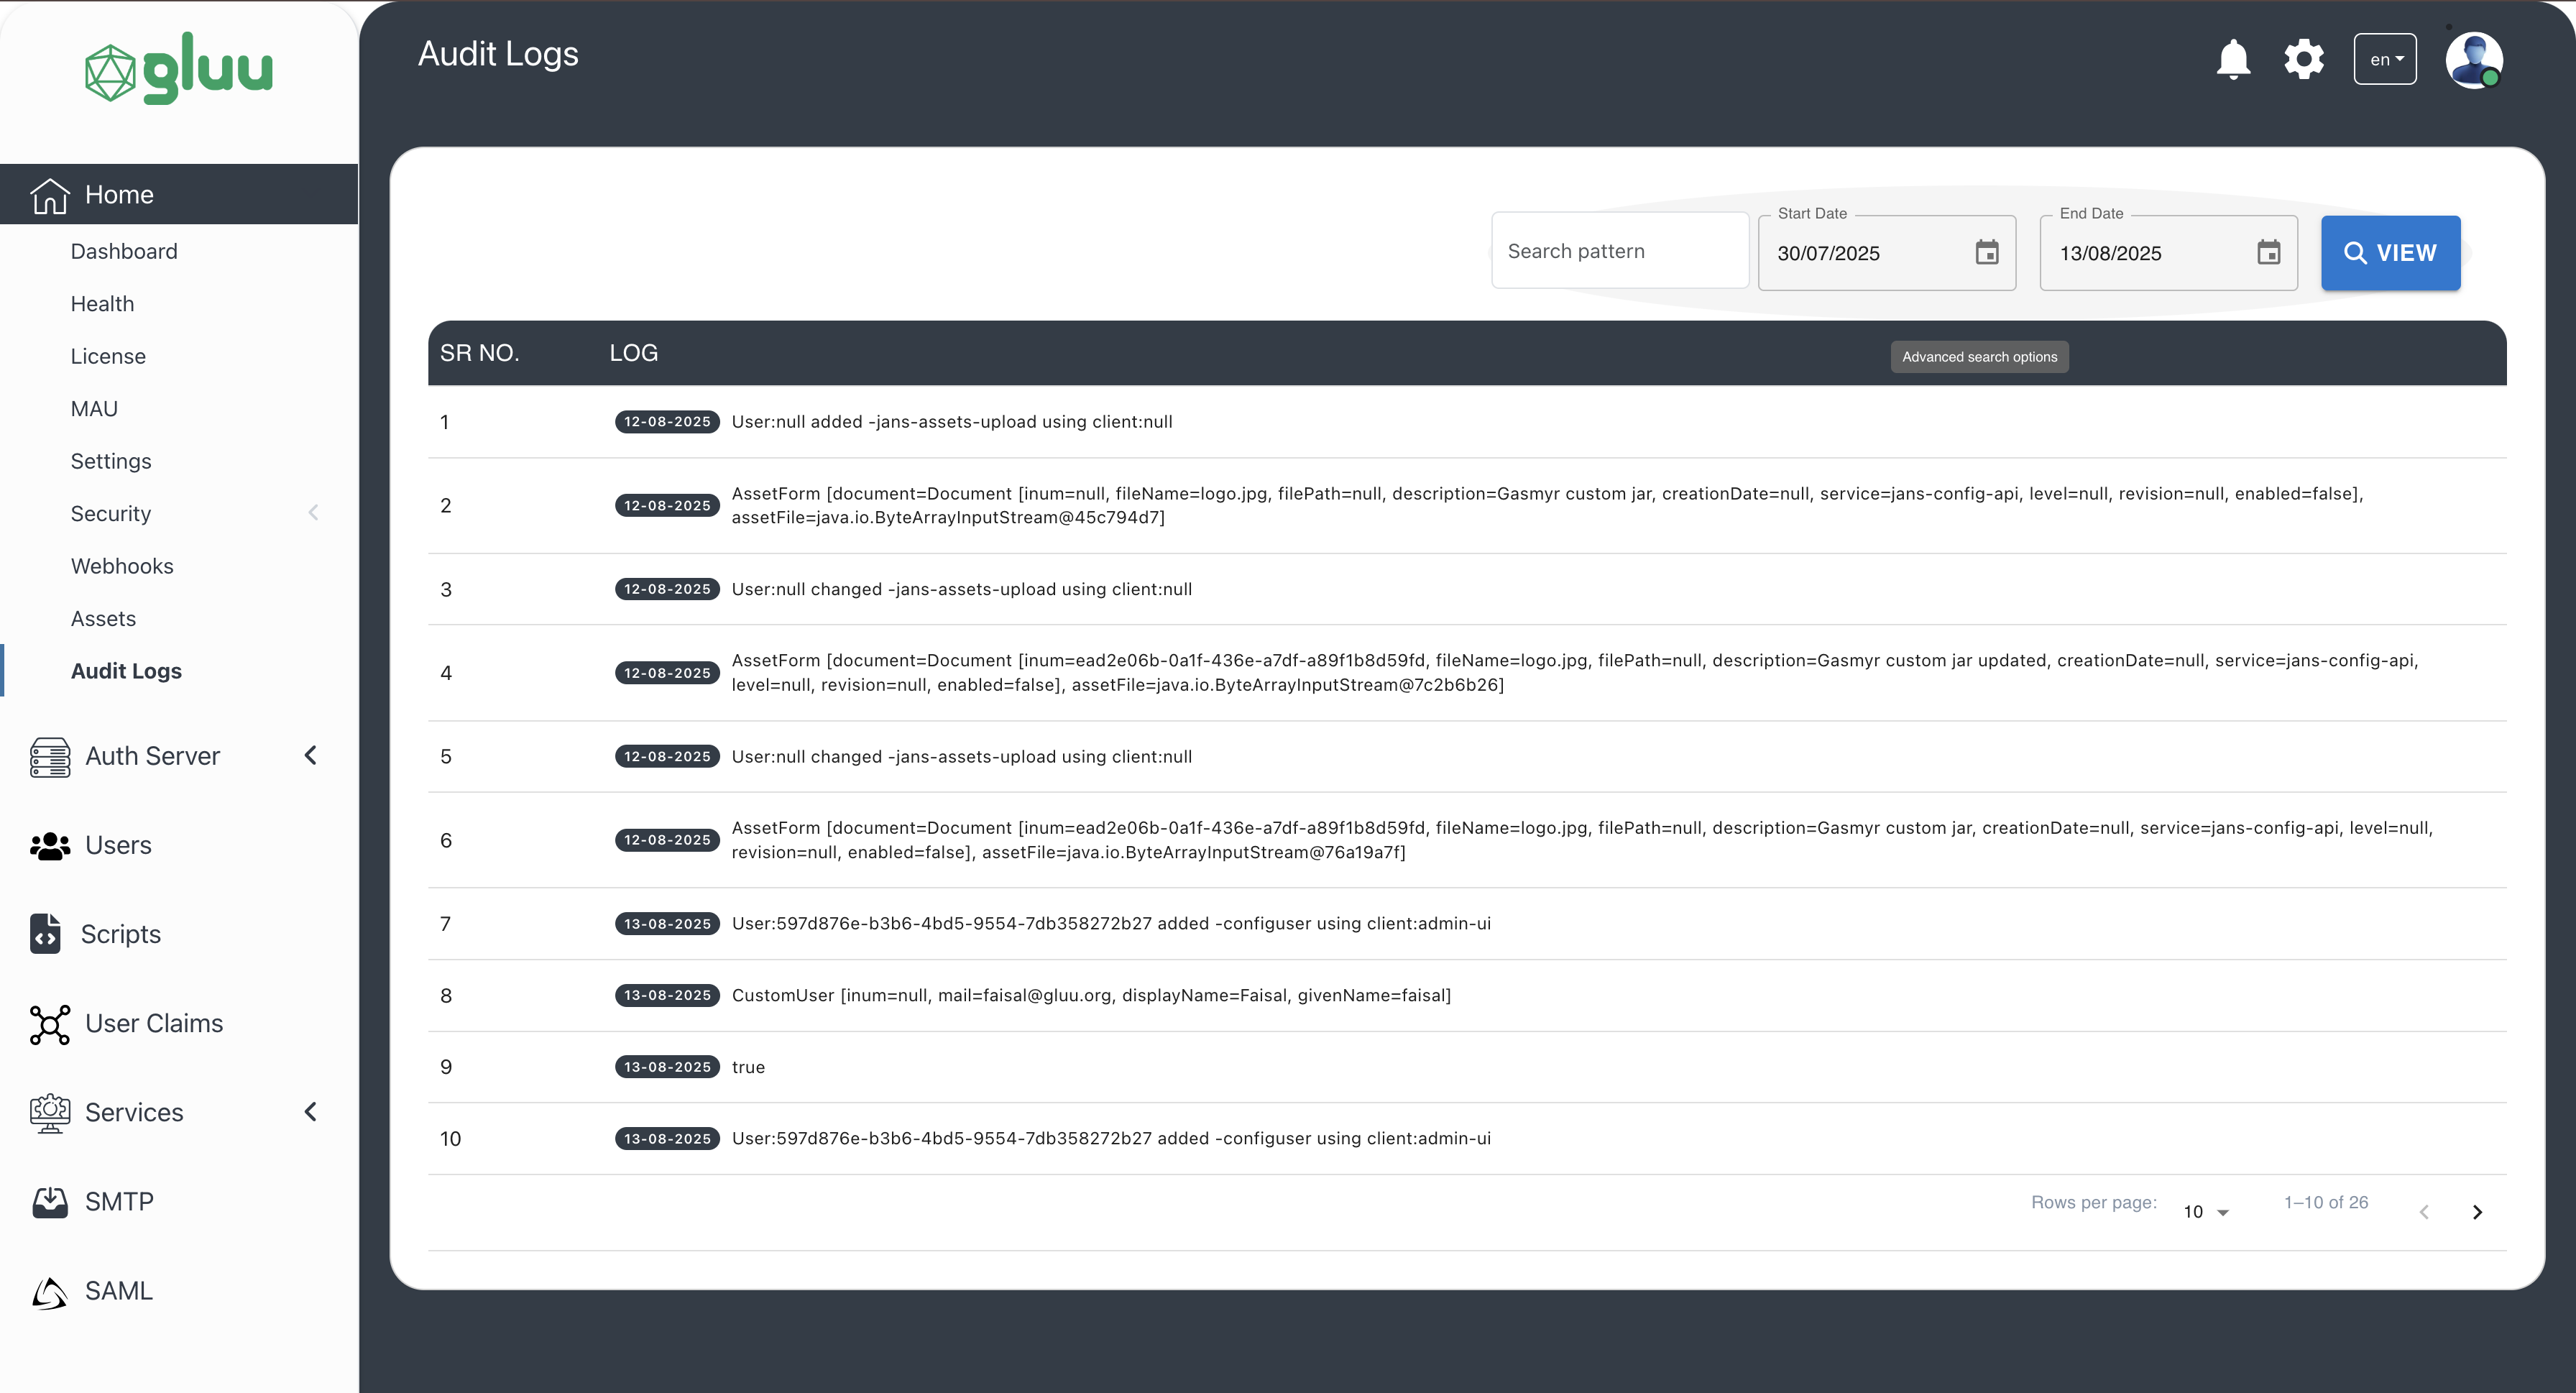 gluu
Home
Dashboard
Health
License
MAU
Settings
Security
Webhooks
Assets
Audit Logs
Auth Server
Users
Scripts
User Claims
Services
SMTP
SAML
Audit Logs
en
Search pattern
Start Date
30/07/2025
End Date
13/08/2025
VIEW
SR NO. LOG
Advanced search options
1 12-08-2025 User:null added -jans-assets-upload using client:null
2 12-08-2025 AssetForm [document=Document [inum=null, fileName=logo.jpg, filePath=null, description=Gasmyr custom jar, creationDate=null, service=jans-config-api, level=null, revision=null, enabled=false],
assetFile=java.io.ByteArrayInputStream@45c794d7]
3 12-08-2025 User:null changed -jans-assets-upload using client:null
4 12-08-2025 AssetForm [document=Document [inum=ead2e06b-0a1f-436e-a7df-a89f1b8d59fd, fileName=logo.jpg, filePath=null, description=Gasmyr custom jar updated, creationDate=null, service=jans-config-api,
level=null, revision=null, enabled=false], assetFile=java.io.ByteArrayInputStream@7c2b6b26]
5 12-08-2025 User:null changed -jans-assets-upload using client:null
6 12-08-2025 AssetForm [document=Document [inum=ead2e06b-0a1f-436e-a7df-a89f1b8d59fd, fileName=logo.jpg, filePath=null, description=Gasmyr custom jar, creationDate=null, service=jans-config-api, level=null,
revision=null, enabled=false], assetFile=java.io.ByteArrayInputStream@76a19a7f]
7 13-08-2025 User:597d876e-b3b6-4bd5-9554-7db358272b27 added -configuser using client:admin-ui
8 13-08-2025 CustomUser [inum=null, mail=faisal@gluu.org, displayName=Faisal, givenName=faisal]
9 13-08-2025 true
10 13-08-2025 User:597d876e-b3b6-4bd5-9554-7db358272b27 added -configuser using client:admin-ui
Rows per page: 10 1–10 of 26